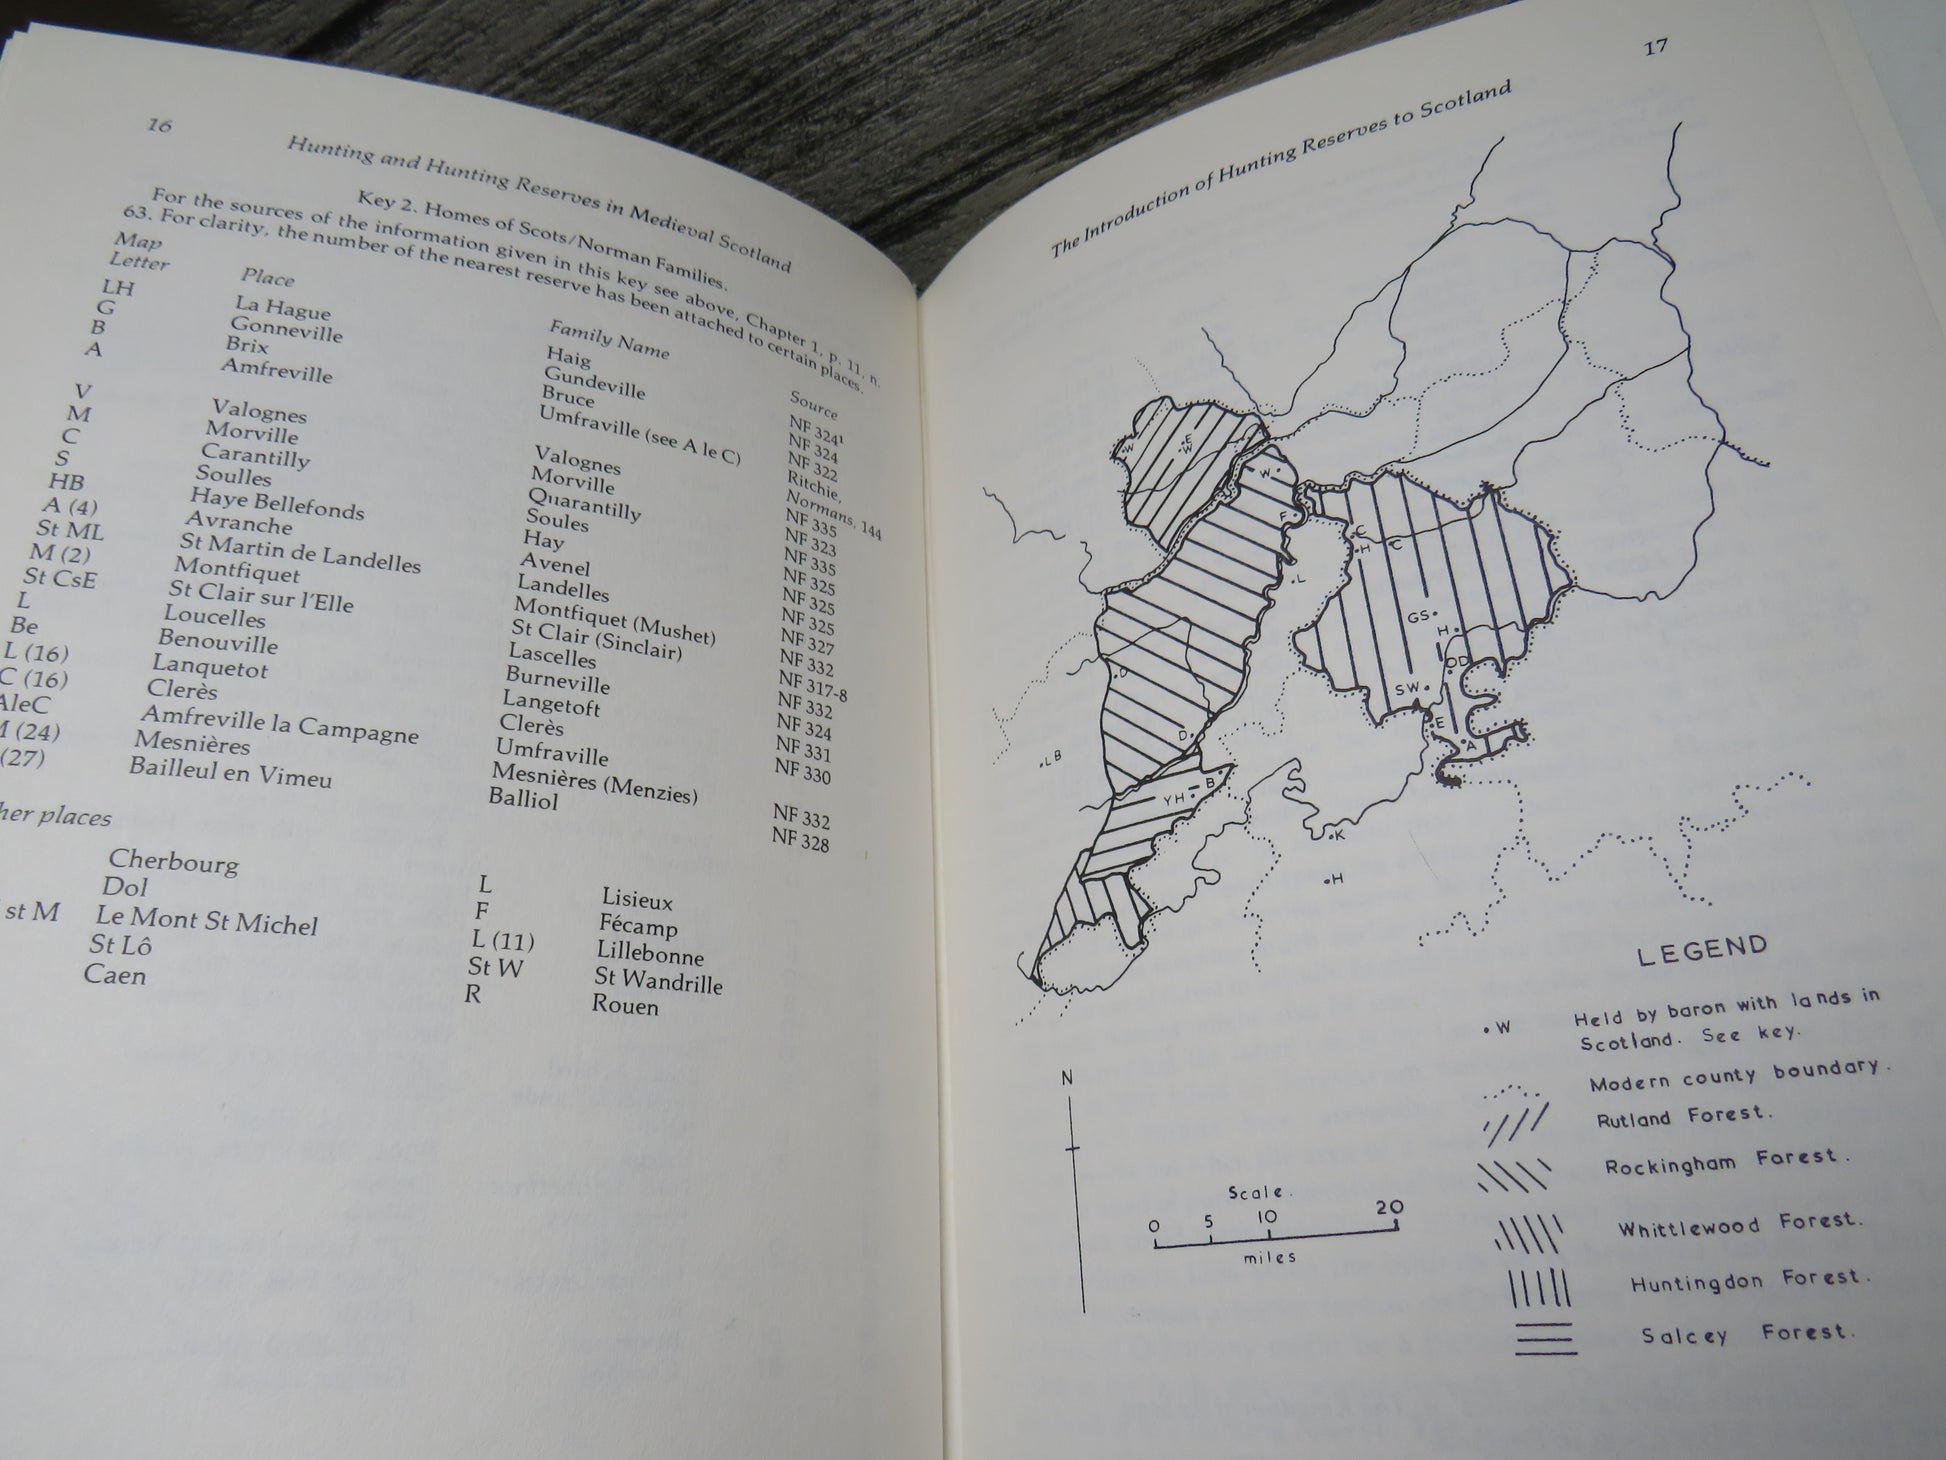 16
Hunting and Hunting Reserves in Medieval Scotland
Key 2. Homes of Scots/Norman Families.
For the sources of the information given in this key see above, Chapter 1, p. 11, n.
63. For clarity, the number of the nearest reserve has been attached to certain places.
Map
Letter Place Family Name Source
LH La Hague Haig NF 324¹
G Gonneville Gundeville NF 324
B Brix Bruce NF 322
A Amfreville Umfraville (see A le C) Ritchie,
Normans, 144
V Valognes Valognes NF 335
M Morville Morville NF 323
C Carantilly Quarantilly NF 335
S Soulles Soules NF 325
HB Haye Bellefonds Hay NF 325
A (4) Avranche Avenel NF 325
St ML St Martin de Landelles Landelles NF 327
M (2) Montfiquet Montfiquet (Mushet) NF 332
St CsE St Clair sur l'Elle St Clair (Sinclair) NF 317-8
L Loucelles Lascelles NF 332
Be Benouville Burneville NF 324
L (16) Lanquetot Langetoft NF 331
C (16) Clerès Clerès NF 330
AleC Amfreville la Campagne Umfraville
M (24) Mesnières Mesnières (Menzies) NF 332
(27) Bailleul en Vimeu Balliol NF 328
her places
Cherbourg L Lisieux
Dol F Fécamp
st M Le Mont St Michel L (11) Lillebonne
St Lô St W St Wandrille
Caen R Rouen
17
The Introduction of Hunting Reserves to Scotland
W
E
W
W
F
L
C
H
C
GS
H
OD
SW
E
A
D
D
LB
B
YH
K
H
LEGEND
W Held by baron with lands in
Scotland. See key.
Modern county boundary.
Rutland Forest.
Rockingham Forest.
Whittlewood Forest.
Huntingdon Forest.
Salcey Forest.
N
Scale.
0 5 10 20
miles